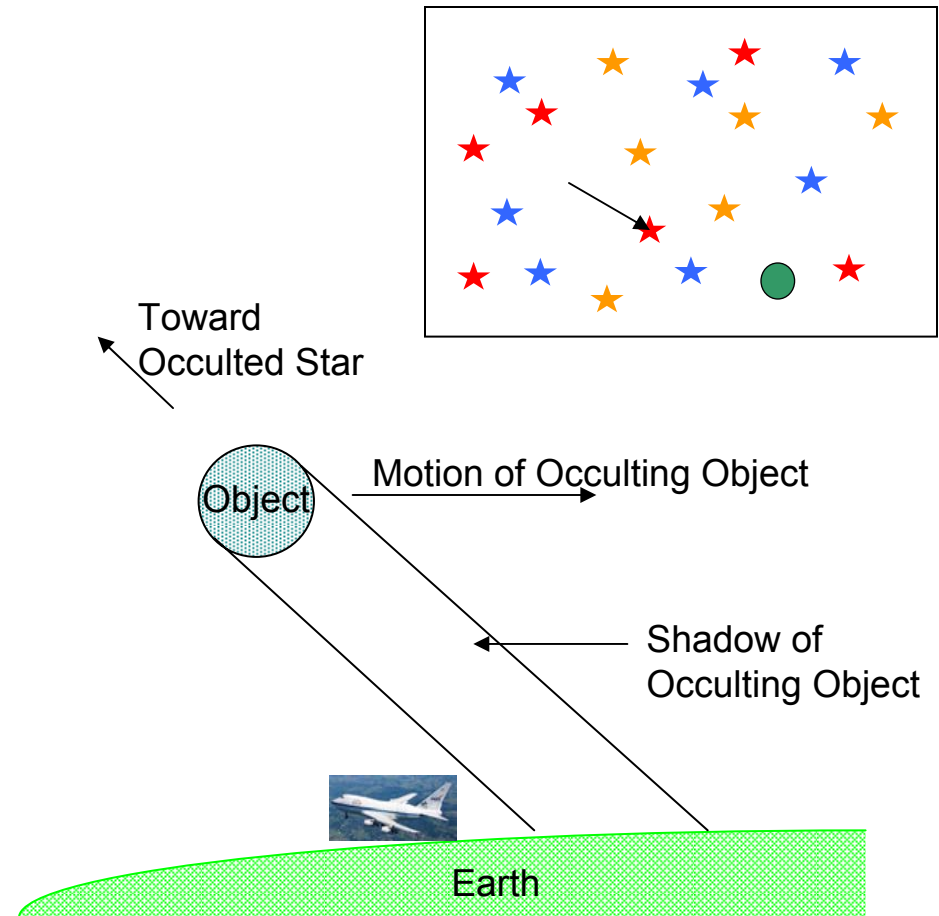 Toward
Occulted Star
Object
Motion of Occulting Object
Shadow of
Occulting Object
Earth